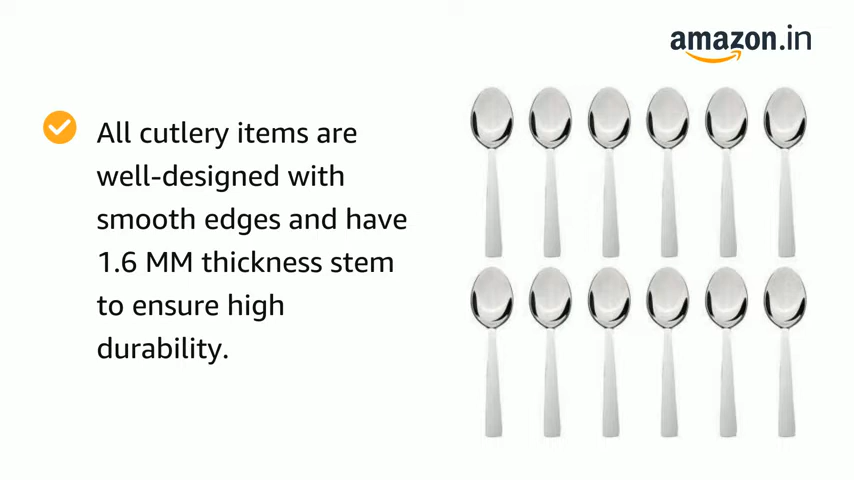 amazon.in
All cutlery items are
well-designed with
smooth edges and have
1.6 MM thickness stem
to ensure high
durability.